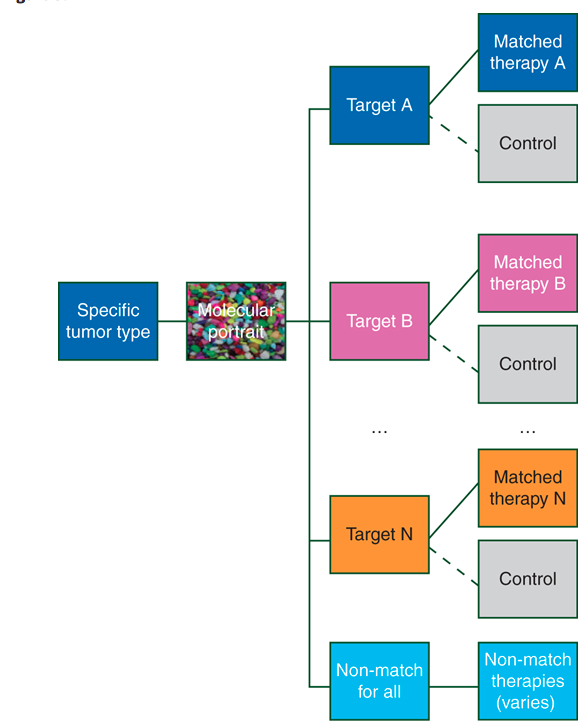 Matched
therapy A
Target A
Control
Matched
therapy B
Specific
tumor type
Molecular
portrait
Target B
Control
...
...
Matched
therapy N
Target N
Control
Non-match
for all
Non-match
therapies
(varies)